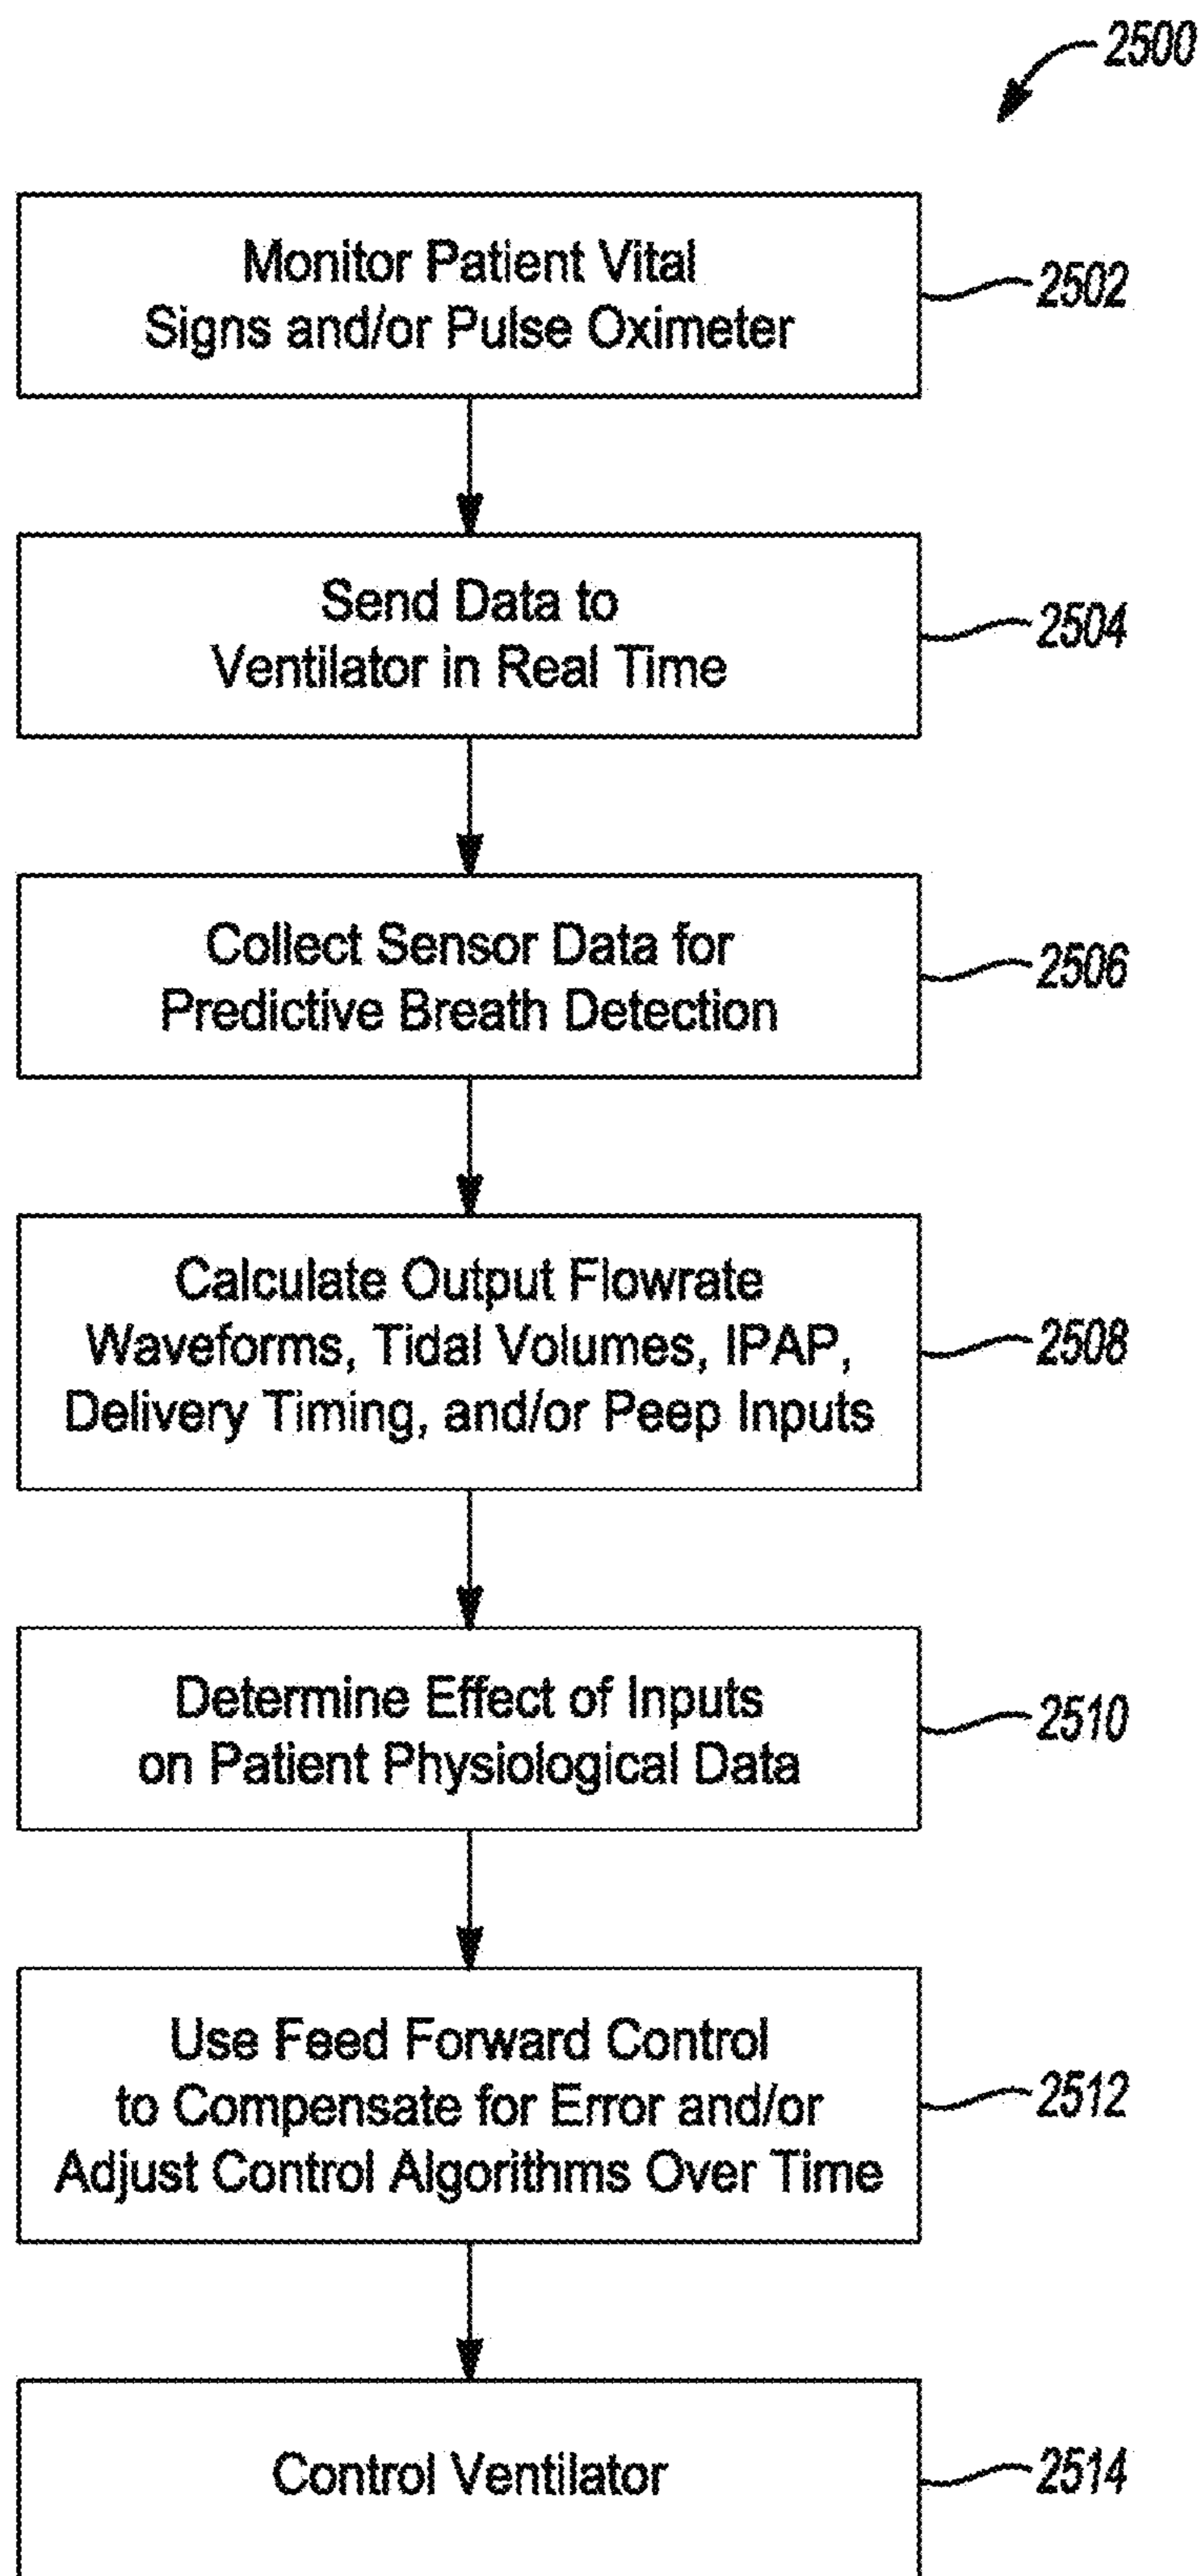 2500
Monitor Patient Vital
Signs and/or Pulse Oximeter
2502
Send Data to
Ventilator in Real Time
2504
Collect Sensor Data for
Predictive Breath Detection
2506
Calculate Output Flowrate
Waveforms, Tidal Volumes, IPAP,
Delivery Timing, and/or Peep Inputs
2508
Determine Effect of Inputs
on Patient Physiological Data
2510
Use Feed Forward Control
to Compensate for Error and/or
Adjust Control Algorithms Over Time
2512
Control Ventilator
2514